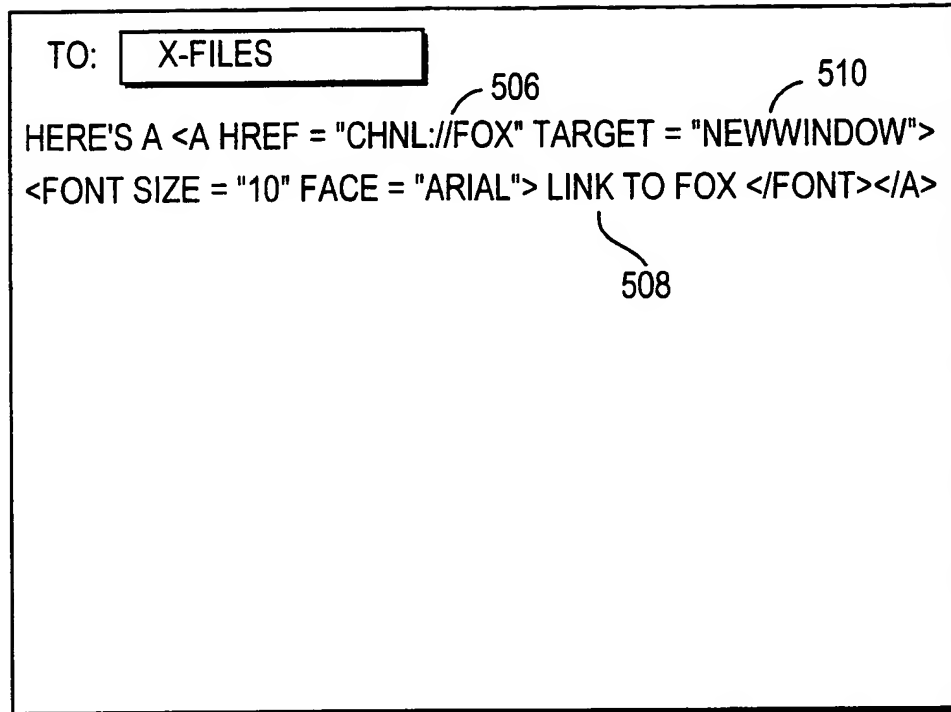 TO: X-FILES
506
510
HERE'S A <A HREF = "CHNL://FOX" TARGET = "NEWWINDOW">
<FONT SIZE = "10" FACE = "ARIAL"> LINK TO FOX </FONT></A>
508